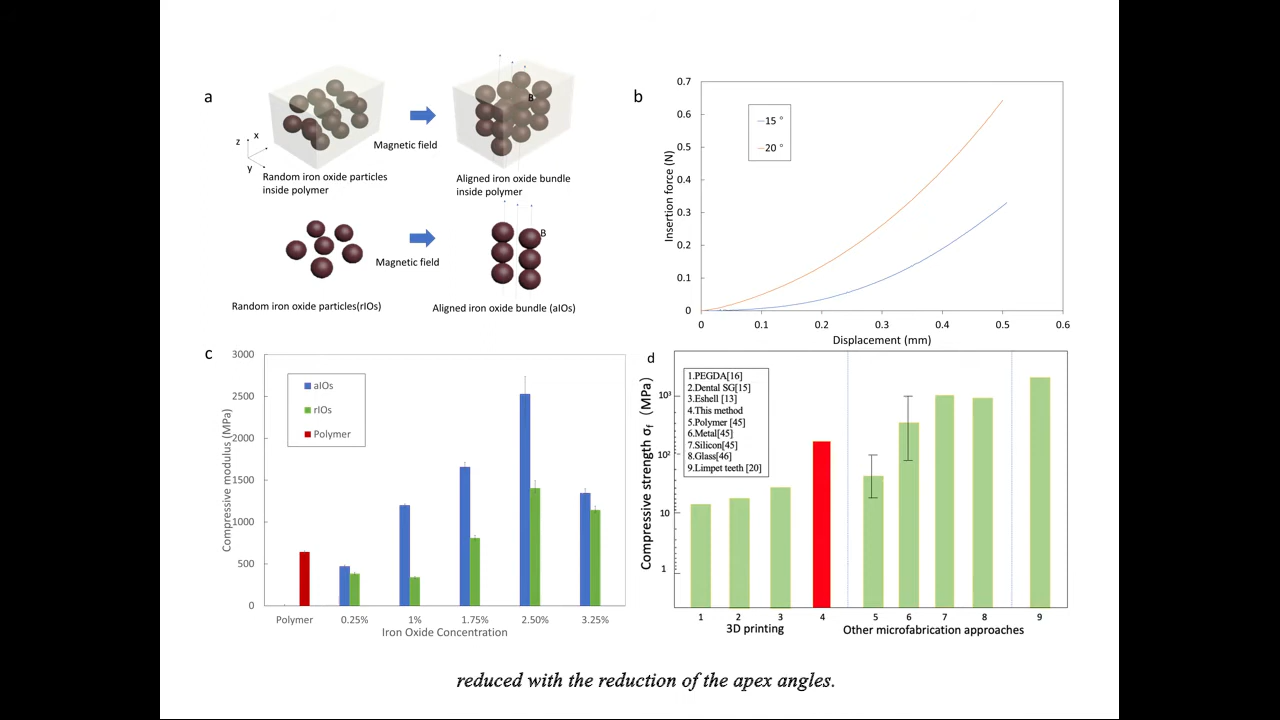 a
B
z
x
y
Magnetic field
Random iron oxide particles
inside polymer
Aligned iron oxide bundle
inside polymer
B
Magnetic field
Random iron oxide particles(rIOs)
Aligned iron oxide bundle (aIOs)
b
0.7
0.6
0.5
0.4
0.3
0.2
0.1
0
Insertion force (N)
15 °
20 °
0
0.1
0.2
0.3
0.4
0.5
0.6
Displacement (mm)
c
3000
2500
2000
1500
1000
500
0
Compressive modulus (MPa)
aIOs
rIOs
Polymer
Polymer
0.25%
1%
1.75%
2.50%
3.25%
Iron Oxide Concentration
d
Compressive strength σf (MPa)
10³
10²
10
1
1.PEGDA[16]
2.Dental SG[15]
3.Eshell [13]
4.This method
5.Polymer [45]
6.Metal[45]
7.Silicon[45]
8.Glass[46]
9.Limpet teeth [20]
1
2
3
4
5
6
7
8
9
3D printing
Other microfabrication approaches
reduced with the reduction of the apex angles.